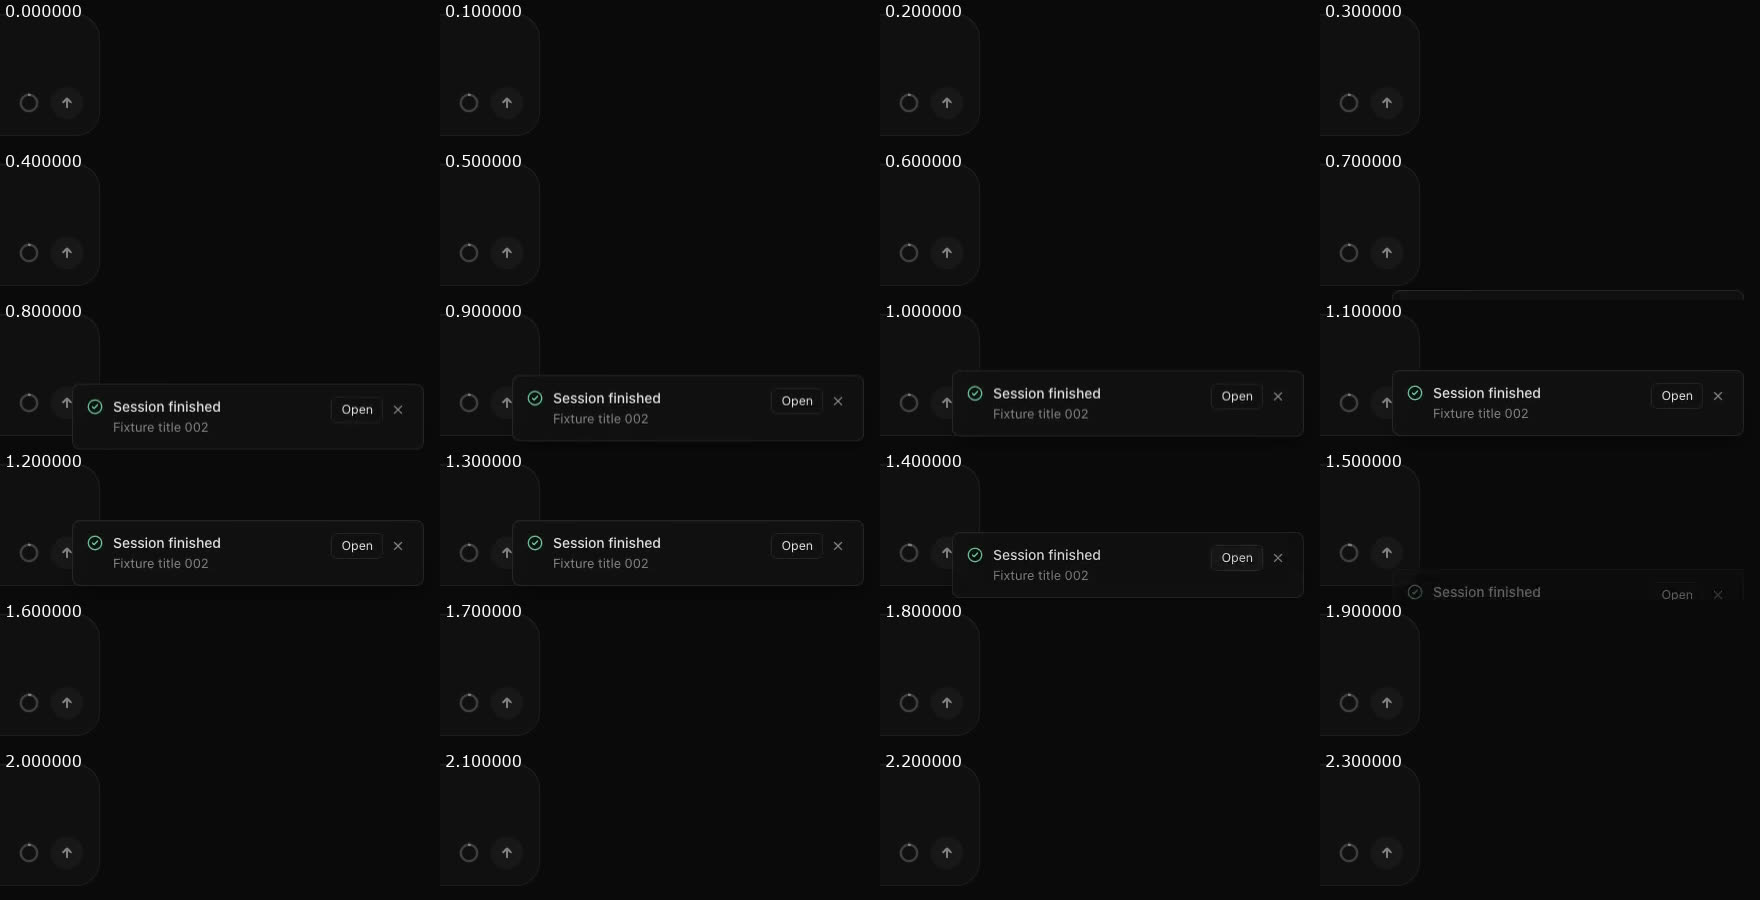 0.000000 0.100000 0.200000 0.300000
0.400000 0.500000 0.600000 0.700000
0.800000 0.900000 1.000000 1.100000
Session finished Open
Fixture title 002
Session finished Open
Fixture title 002
Session finished Open
Fixture title 002
Session finished Open
Fixture title 002
1.200000 1.300000 1.400000 1.500000
Session finished Open
Fixture title 002
Session finished Open
Fixture title 002
Session finished Open
Fixture title 002
Session finished Open
1.600000 1.700000 1.800000 1.900000
2.000000 2.100000 2.200000 2.300000